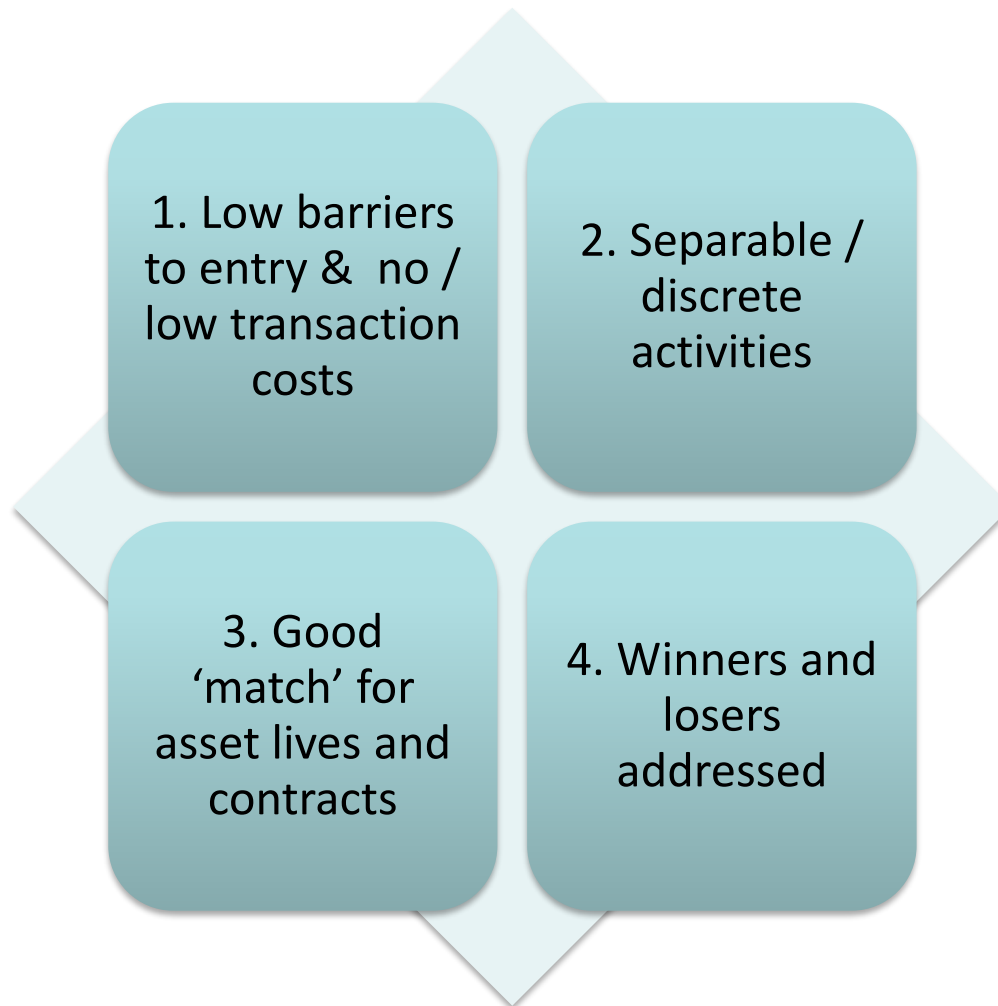 1. Low barriers
to entry &  no /
low transaction
costs
2. Separable /
discrete
activities
3. Good
‘match’ for
asset lives and
contracts
4. Winners and
losers
addressed